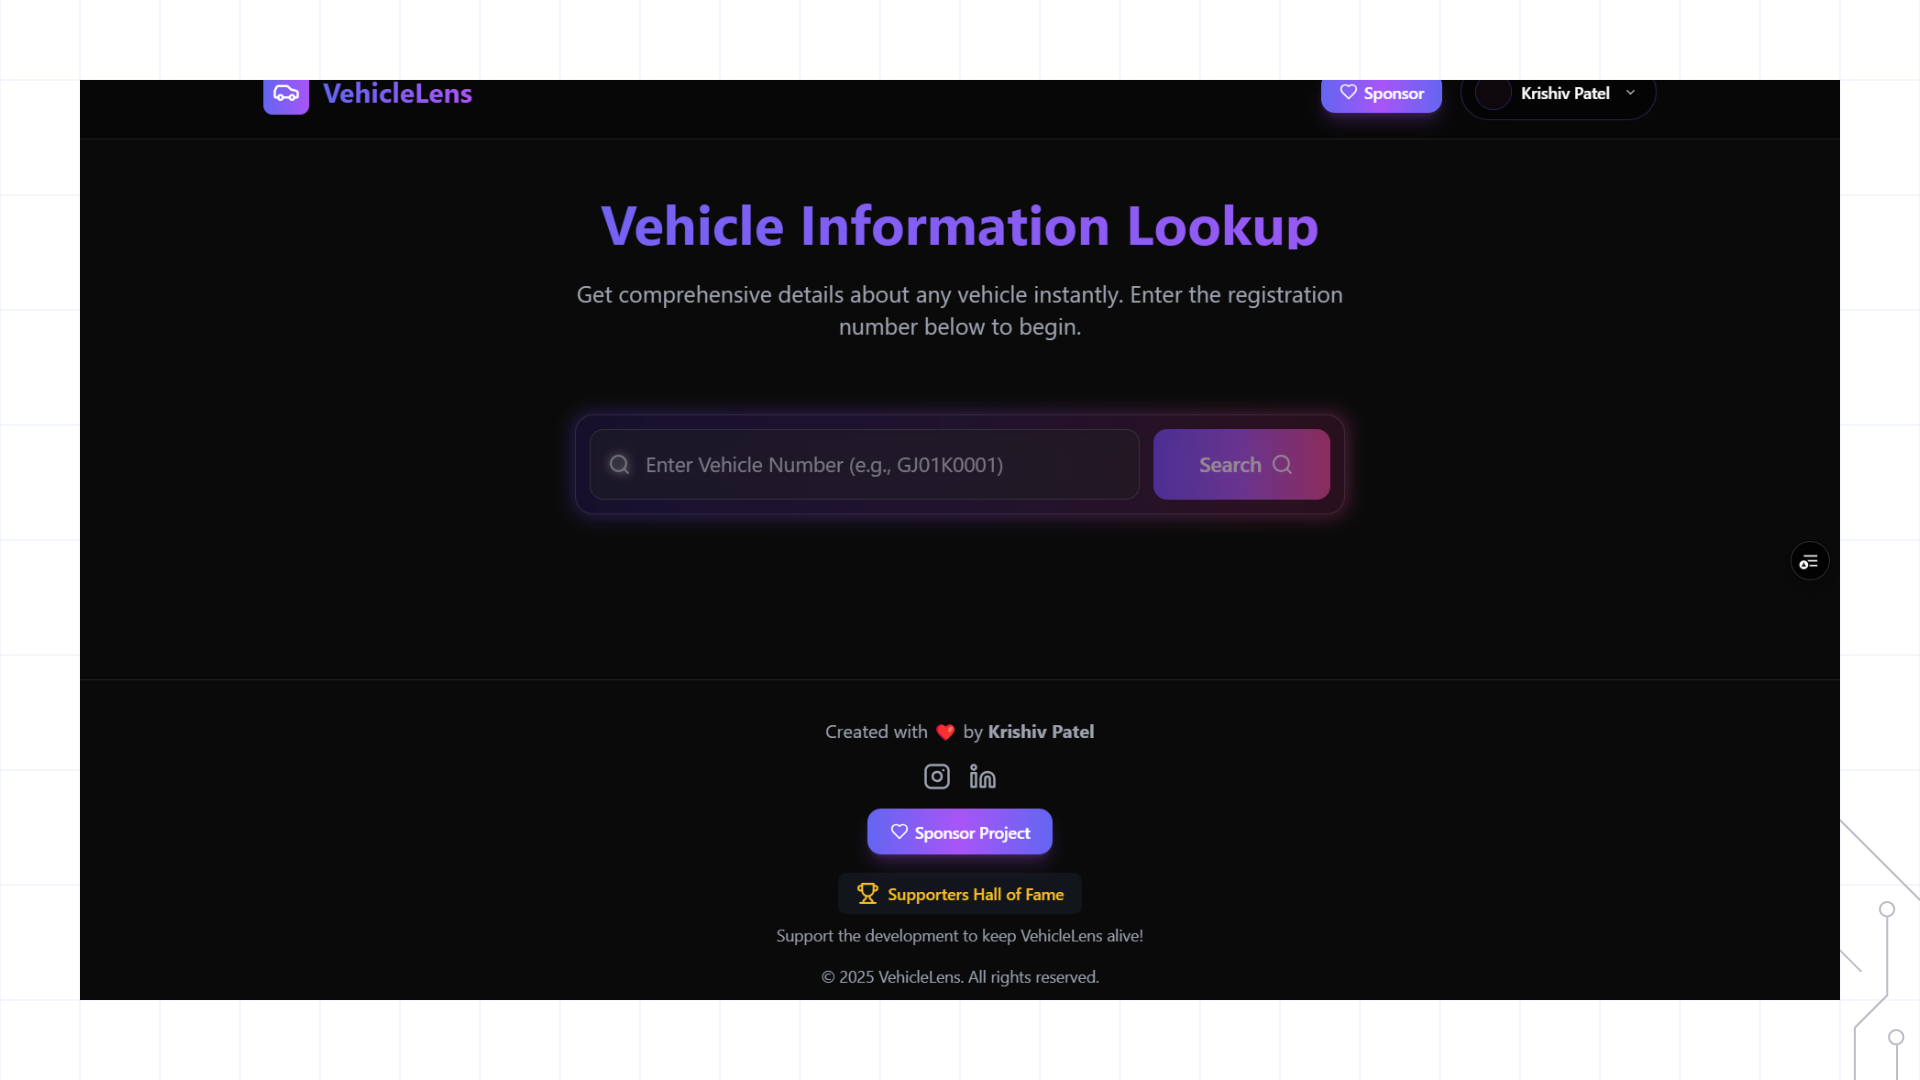 VehicleLens
Sponsor
Krishiv Patel
Vehicle Information Lookup
Get comprehensive details about any vehicle instantly. Enter the registration
number below to begin.
Enter Vehicle Number (e.g., GJ01K0001)
Search
Created with ❤️ by Krishiv Patel
Sponsor Project
Supporters Hall of Fame
Support the development to keep VehicleLens alive!
© 2025 VehicleLens. All rights reserved.